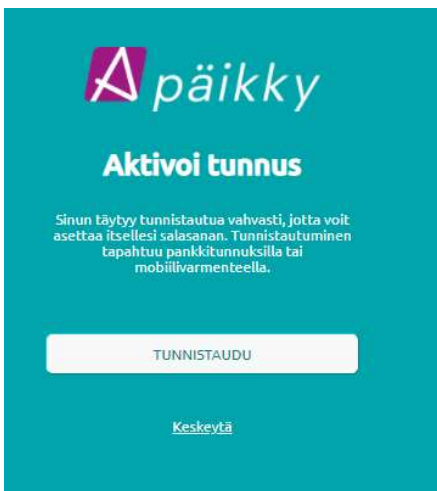 A päikky
Aktivoi tunnus
Sinun täytyy tunnistautua vahvasti, jotta voit
asettaa itsellesi salasanan. Tunnistautuminen
tapahtuu pankkitunnuksilla tai
mobiilivarmenteella.
TUNNISTAUDU
Keskeytä